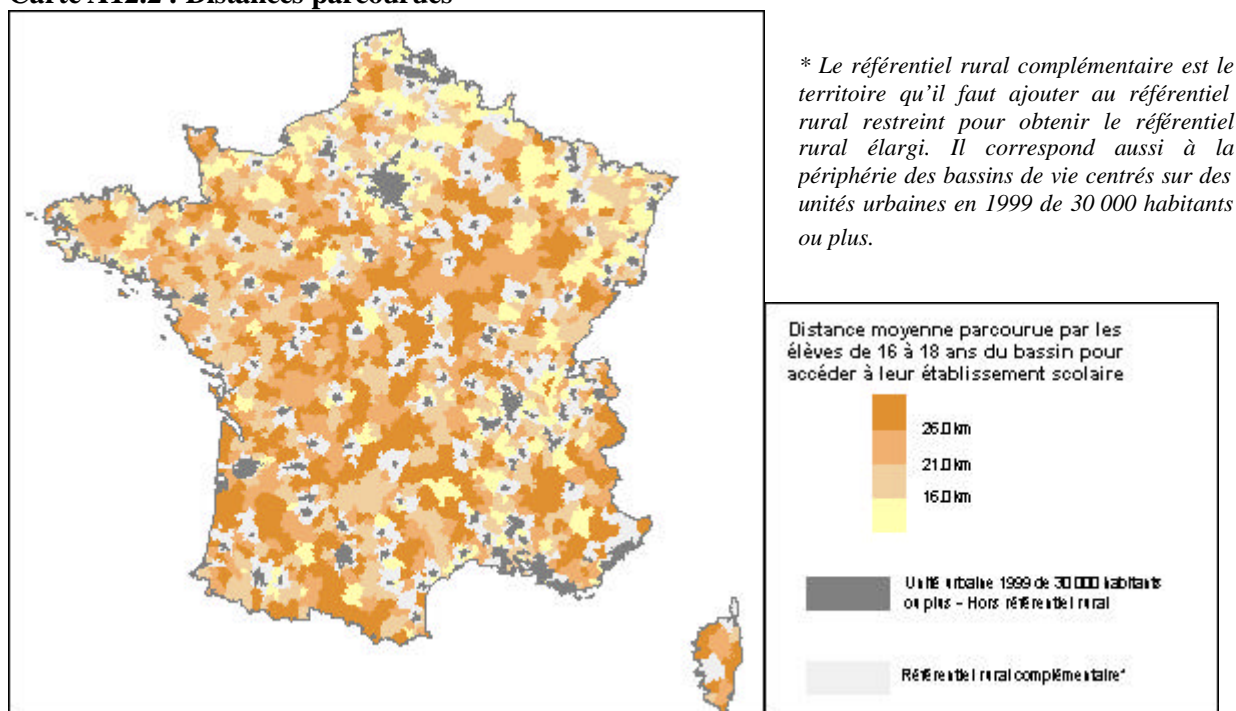 Carte A12.2 : Distances parcourues
* Le référentiel rural complémentaire est le
territoire qu’il faut ajouter au référentiel
rural restreint pour obtenir le référentiel
rural élargi. Il correspond aussi à la
périphérie des bassins de vie centrés sur des
unités urbaines en 1999 de 30 000 habitants
ou plus.
Distance moyenne parcourue par les
élèves de 16 à 18 ans du bassin pour
accéder à leur établissement scolaire
26.0 km
21.0 km
16.0 km
Unité urbaine 1999 de 30 000 habitants
ou plus - Hors référentiel rural
Référentiel rural complémentaire*